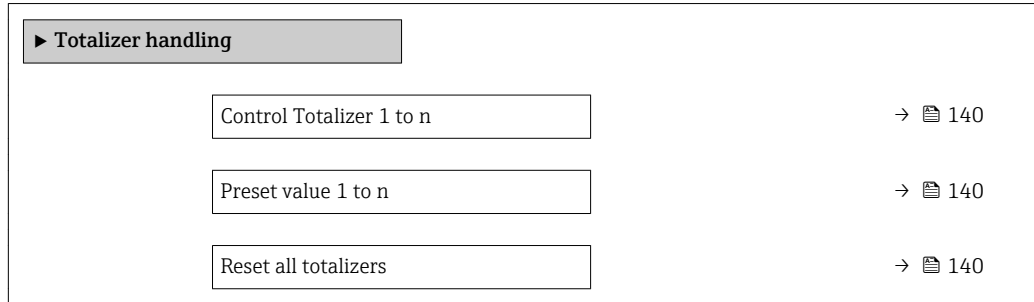 ► Totalizer handling
Control Totalizer 1 to n → 140
Preset value 1 to n → 140
Reset all totalizers → 140